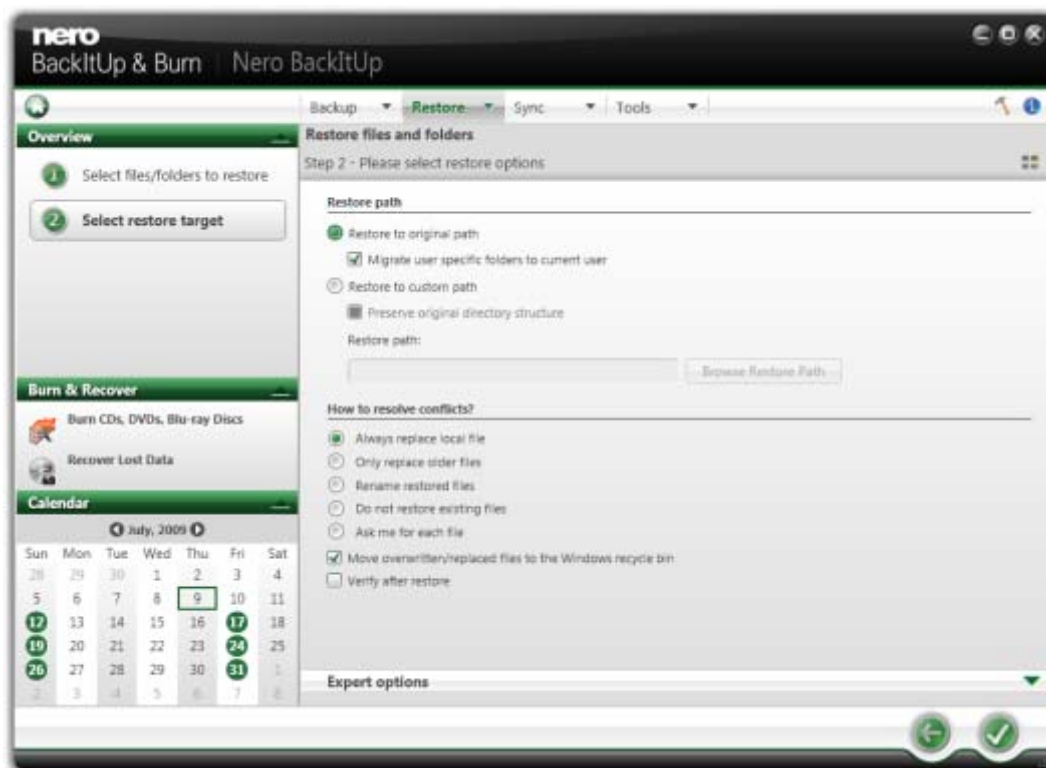 nero
BackItUp & Burn | Nero BackItUp
Backup Restore Sync Tools
Overview
1 Select files/folders to restore
2 Select restore target
Restore files and folders
Step 2 - Please select restore options
Restore path
Restore to original path
Migrate user specific folders to current user
Restore to custom path
Preserve original directory structure
Restore path:
Browse Restore Path
How to resolve conflicts?
Always replace local file
Only replace older files
Rename restored files
Do not restore existing files
Ask me for each file
Move overwritten/replaced files to the Windows recycle bin
Verify after restore
Expert options
Burn & Recover
Burn CDs, DVDs, Blu-ray Discs
Recover Lost Data
Calendar
July, 2009
Sun Mon Tue Wed Thu Fri Sat
28 29 30 1 2 3 4
5 6 7 8 9 10 11
12 13 14 15 16 17 18
19 20 21 22 23 24 25
26 27 28 29 30 31 1
2 3 4 5 6 7 8